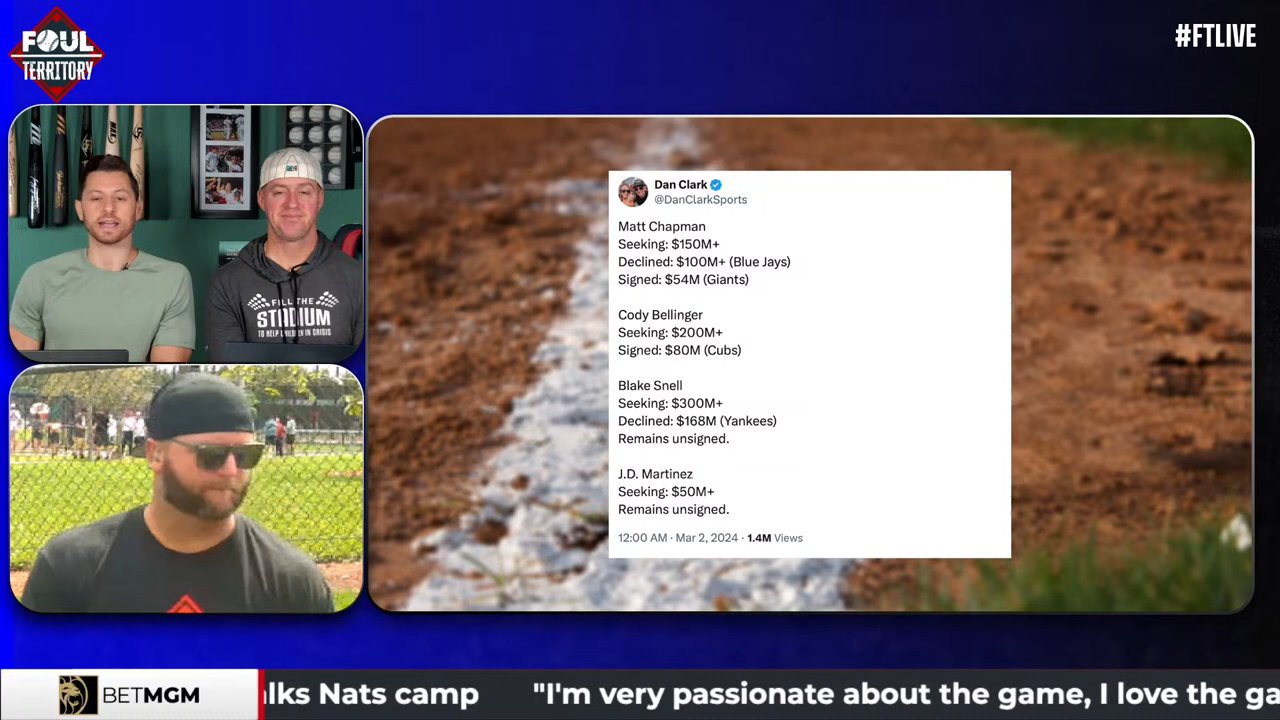 FOUL
TERRITORY
#FTLIVE
FILL THE
STADIUM
TO HELP CHILDREN IN CRISIS
Dan Clark
@DanClarkSports
Matt Chapman
Seeking: $150M+
Declined: $100M+ (Blue Jays)
Signed: $54M (Giants)
Cody Bellinger
Seeking: $200M+
Signed: $80M (Cubs)
Blake Snell
Seeking: $300M+
Declined: $168M (Yankees)
Remains unsigned.
J.D. Martinez
Seeking: $50M+
Remains unsigned.
12:00 AM · Mar 2, 2024 · 1.4M Views
BETMGM
lks Nats camp "I'm very passionate about the game, I love the ga